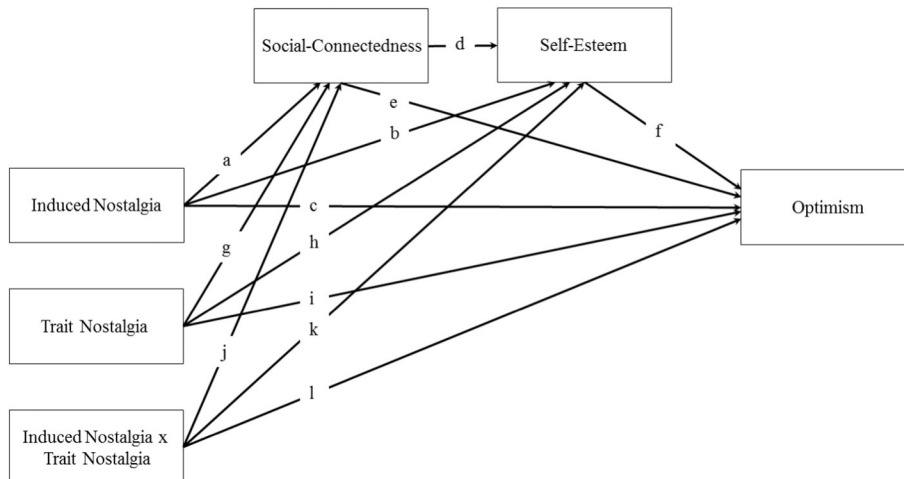 Social-Connectedness
d
Self-Esteem
e
b
f
a
Induced Nostalgia
c
Optimism
g
h
Trait Nostalgia
i
j
k
Induced Nostalgia x
Trait Nostalgia
l